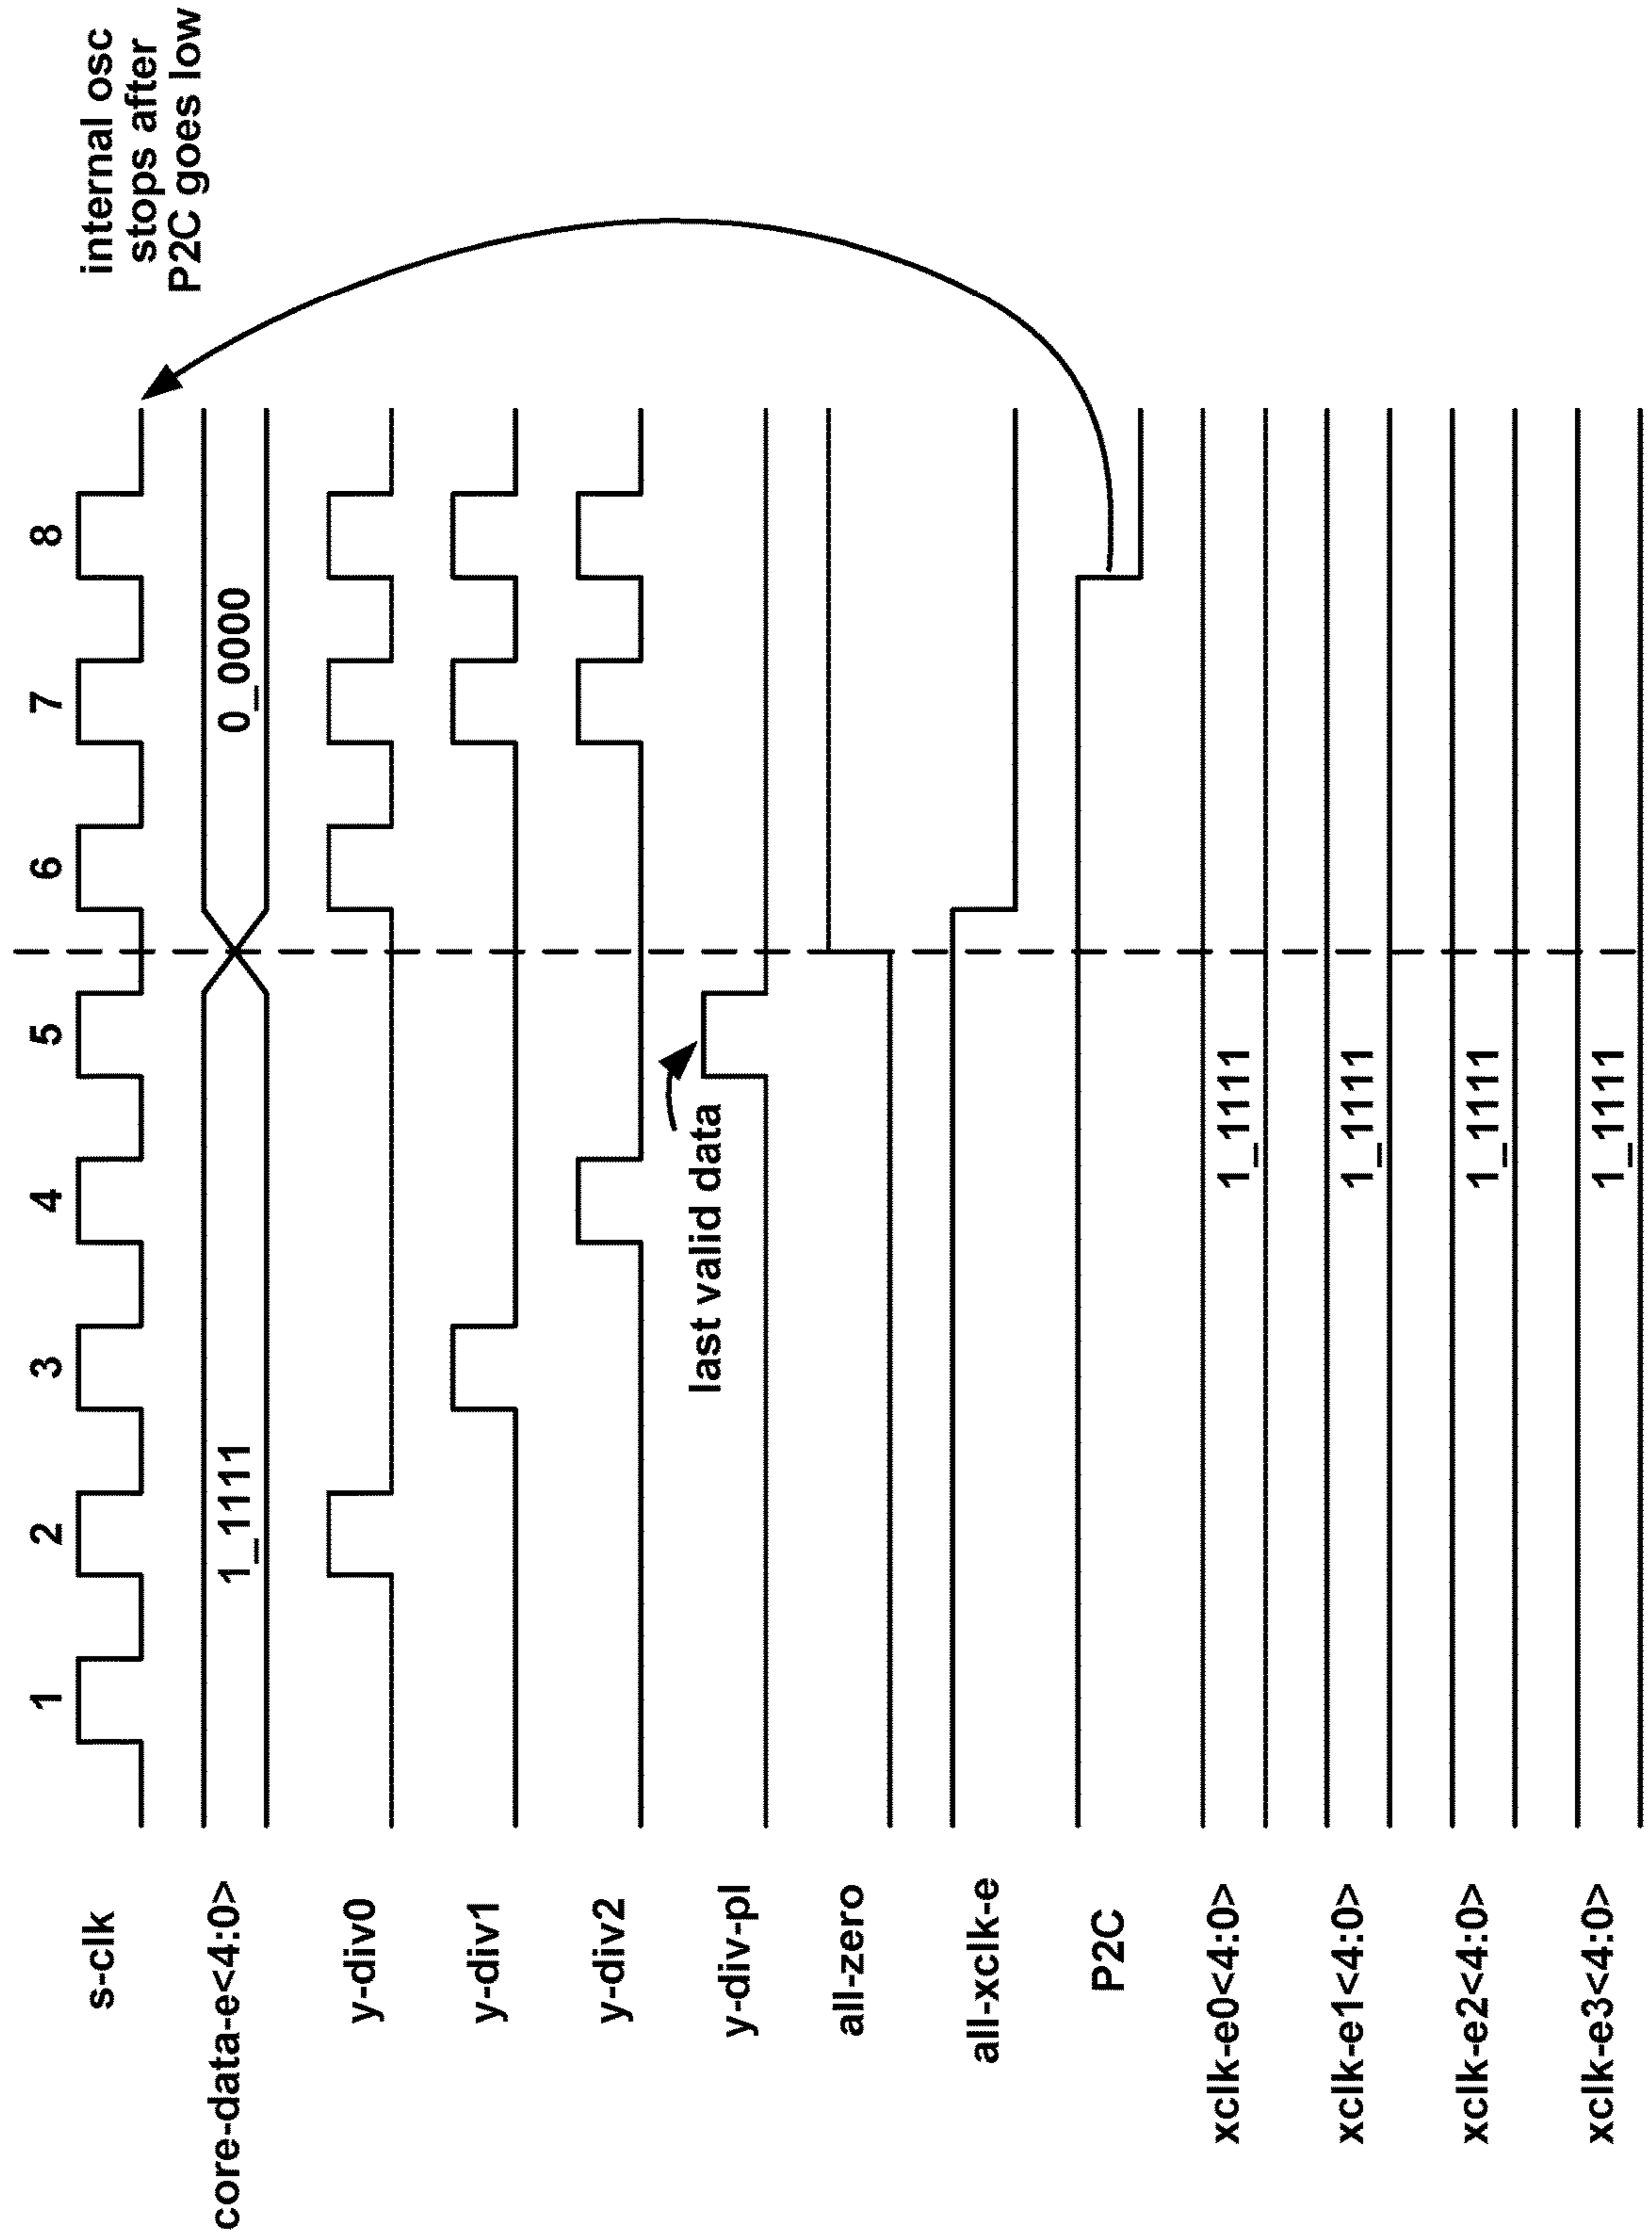 internal osc
stops after
P2C goes low
1 2 3 4 5 6 7 8
s-clk
core-data-e<4:0> 1_1111 0_0000
y-div0
y-div1
y-div2
last valid data
y-div-pl
all-zero
all-xclk-e
P2C
xclk-e0<4:0> 1_1111
xclk-e1<4:0> 1_1111
xclk-e2<4:0> 1_1111
xclk-e3<4:0> 1_1111